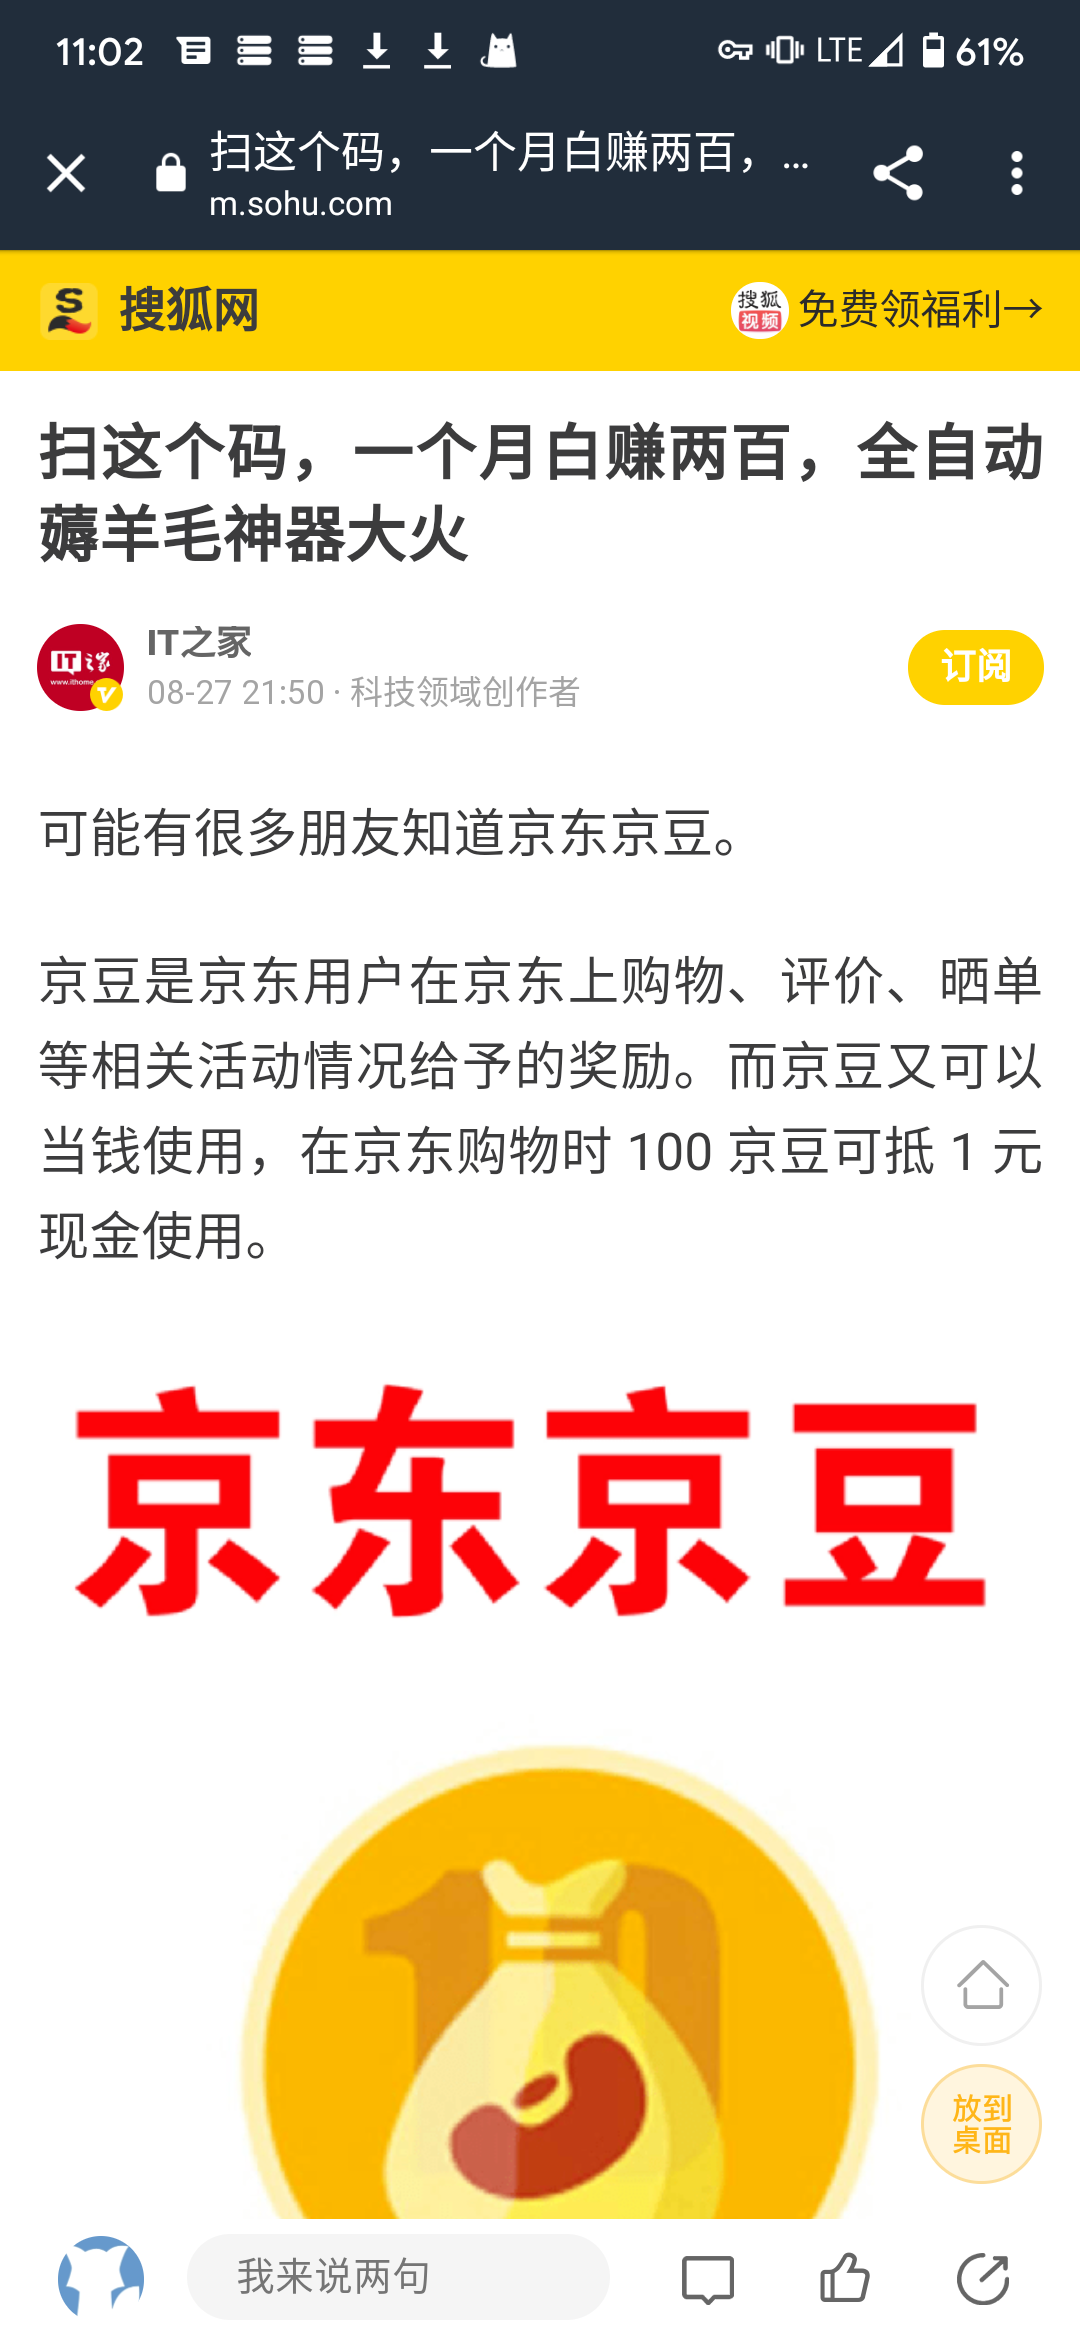 11:02
LTE
61%
扫这个码，一个月白赚两百，...
m.sohu.com
搜狐网
搜狐
视频
免费领福利→
扫这个码，一个月白赚两百，全自动
薅羊毛神器大火
IT之家
www.ithome.
IT之家
08-27 21:50 · 科技领域创作者
订阅
可能有很多朋友知道京东京豆。
京豆是京东用户在京东上购物、评价、晒单
等相关活动情况给予的奖励。而京豆又可以
当钱使用，在京东购物时 100 京豆可抵 1 元
现金使用。
京东京豆
10
放到
桌面
我来说两句